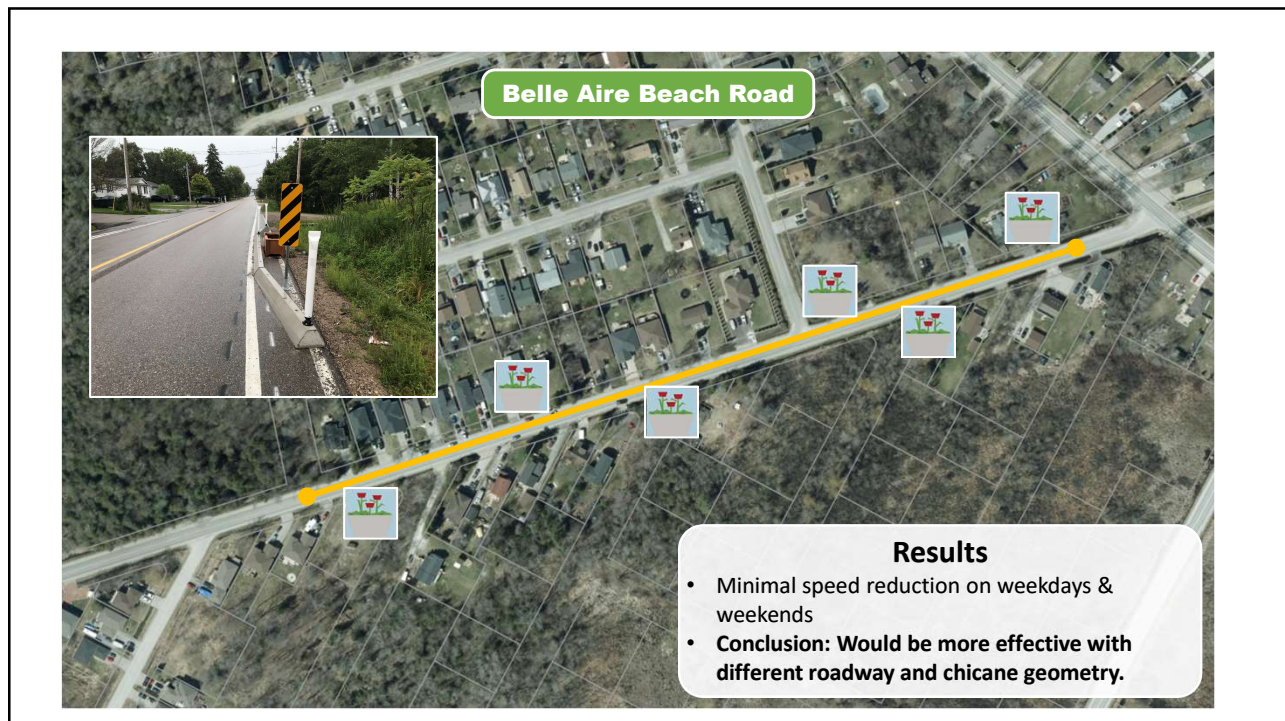 Belle Aire Beach Road
Results
• Minimal speed reduction on weekdays &
weekends
• Conclusion: Would be more effective with
different roadway and chicane geometry.